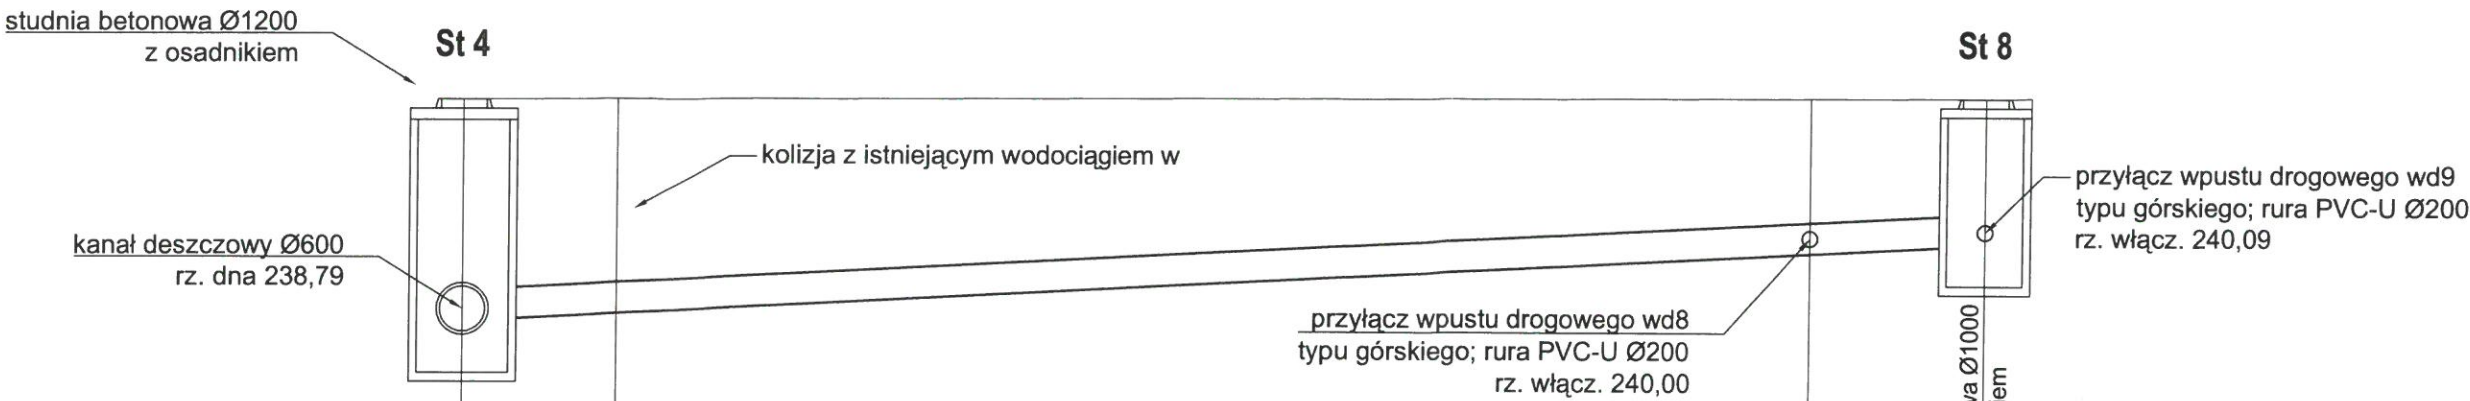 studnia betonowa Ø1200
z osadnikiem
St 4
St 8
kolizja z istniejącym wodociągiem w
przyłącz wpustu drogowego wd9
typu górskiego; rura PVC-U Ø200
rz. włącz. 240,09
kanał deszczowy Ø600
rz. dna 238,79
przyłącz wpustu drogowego wd8
typu górskiego; rura PVC-U Ø200
rz. włącz. 240,00
Ø1000